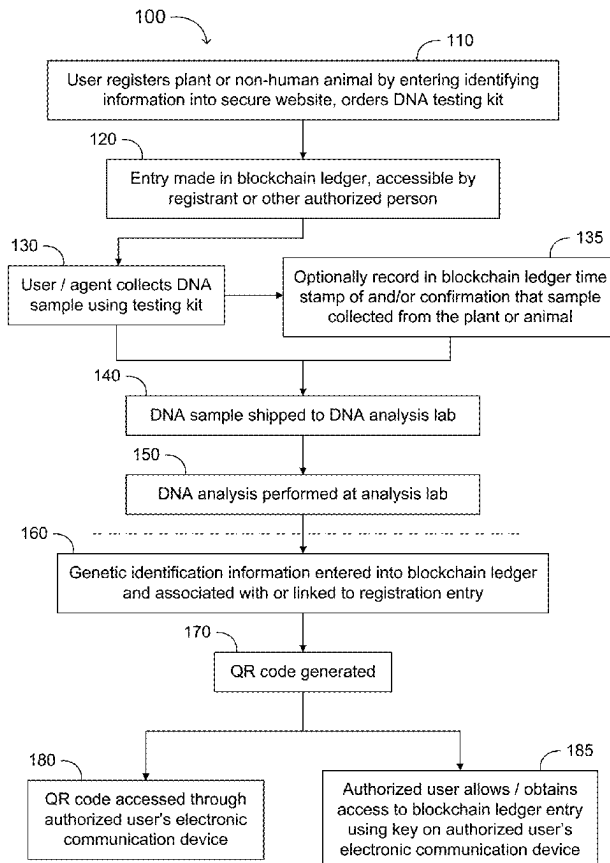 100
110
User registers plant or non-human animal by entering identifying
information into secure website, orders DNA testing kit
120
Entry made in blockchain ledger, accessible by
registrant or other authorized person
130
User / agent collects DNA
sample using testing kit
135
Optionally record in blockchain ledger time
stamp of and/or confirmation that sample
collected from the plant or animal
140
DNA sample shipped to DNA analysis lab
150
DNA analysis performed at analysis lab
160
Genetic identification information entered into blockchain ledger
and associated with or linked to registration entry
170
QR code generated
180
QR code accessed through
authorized user's electronic
communication device
185
Authorized user allows / obtains
access to blockchain ledger entry
using key on authorized user's
electronic communication device